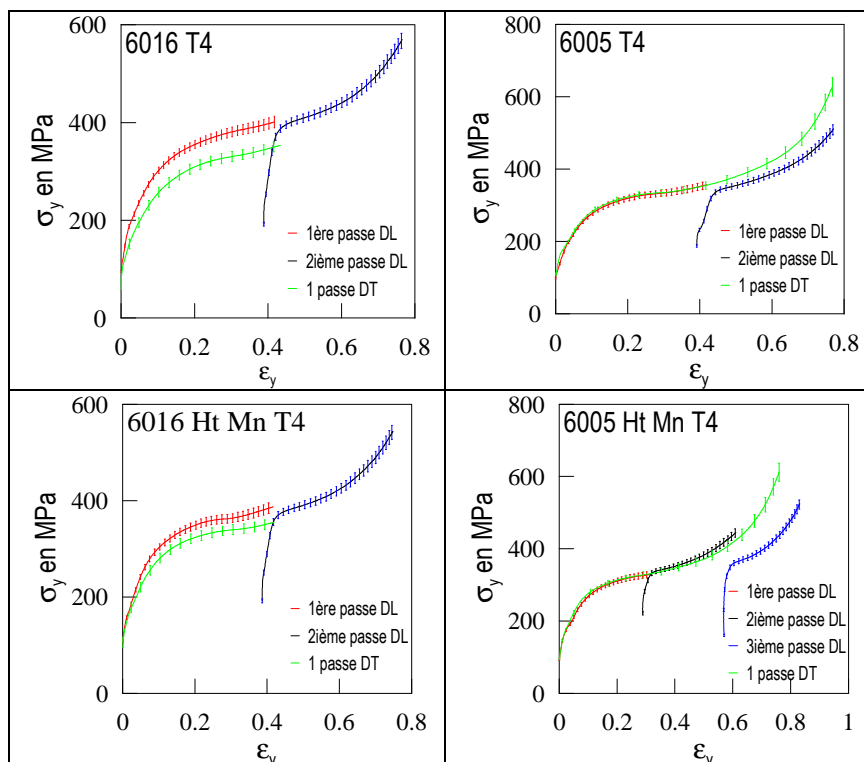 6016 T4
600
400
200
0
σy en MPa
1ère passe DL
2ième passe DL
1 passe DT
0 0.2 0.4 0.6 0.8
εy
6005 T4
800
600
400
200
0
σy en MPa
1ère passe DL
2ième passe DL
1 passe DT
0 0.2 0.4 0.6 0.8
εy
6016 Ht Mn T4
600
400
200
0
σy en MPa
1ère passe DL
2ième passe DL
1 passe DT
0 0.2 0.4 0.6 0.8
εy
6005 Ht Mn T4
800
600
400
200
0
σy en MPa
1ère passe DL
2ième passe DL
3ième passe DL
1 passe DT
0 0.2 0.4 0.6 0.8 1
εy